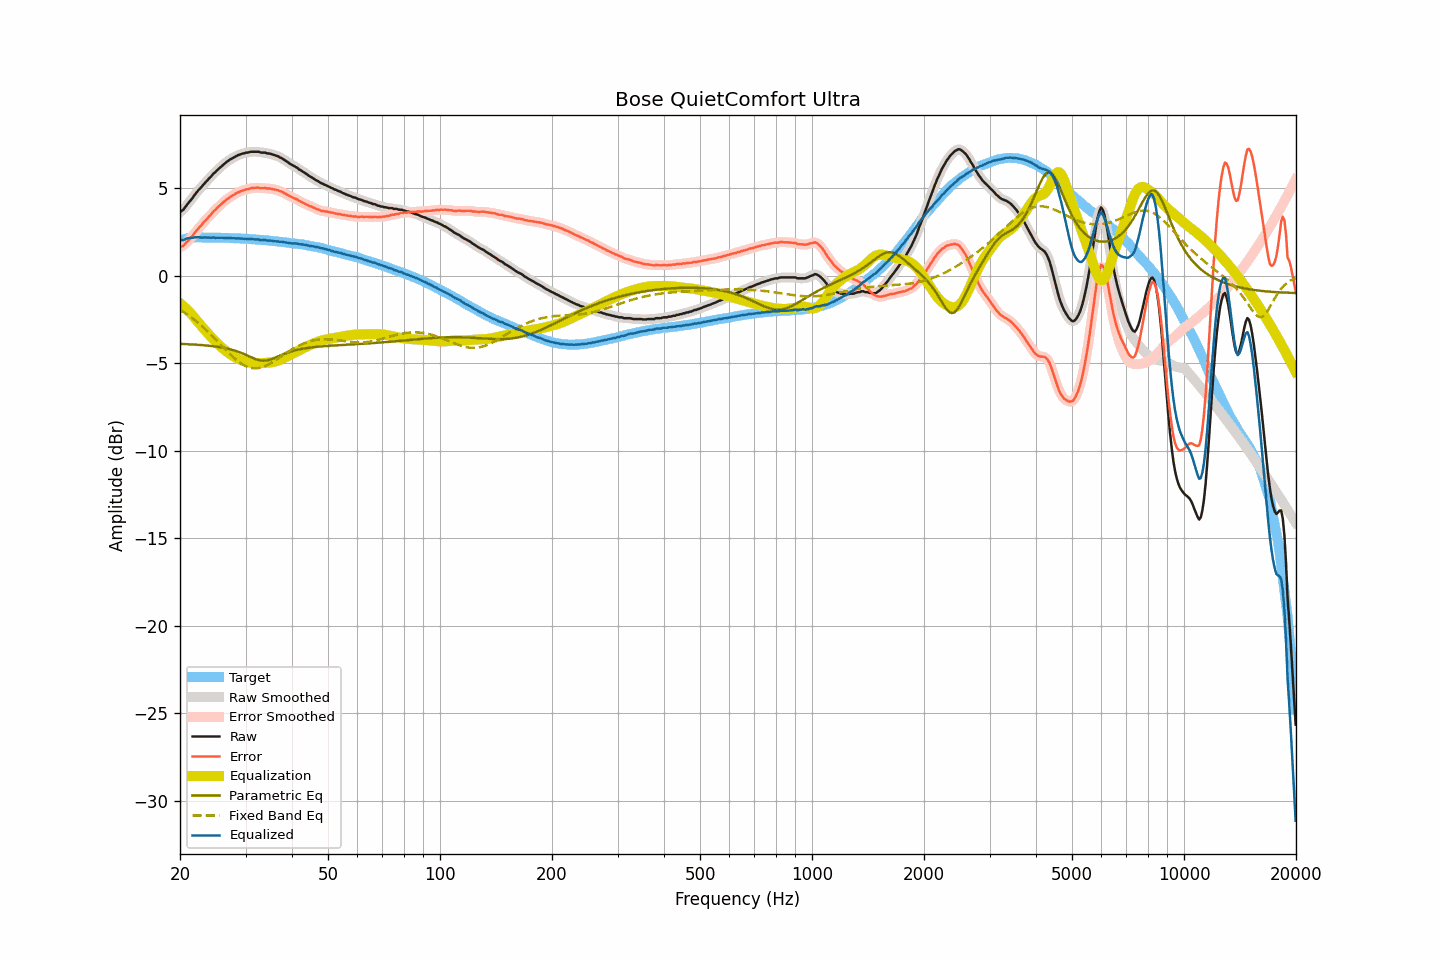 Bose QuietComfort Ultra
Amplitude (dBr)
5
0
−5
−10
−15
−20
−25
−30
Target
Raw Smoothed
Error Smoothed
Raw
Error
Equalization
Parametric Eq
Fixed Band Eq
Equalized
20 50 100 200 500 1000 2000 5000 10000 20000
Frequency (Hz)